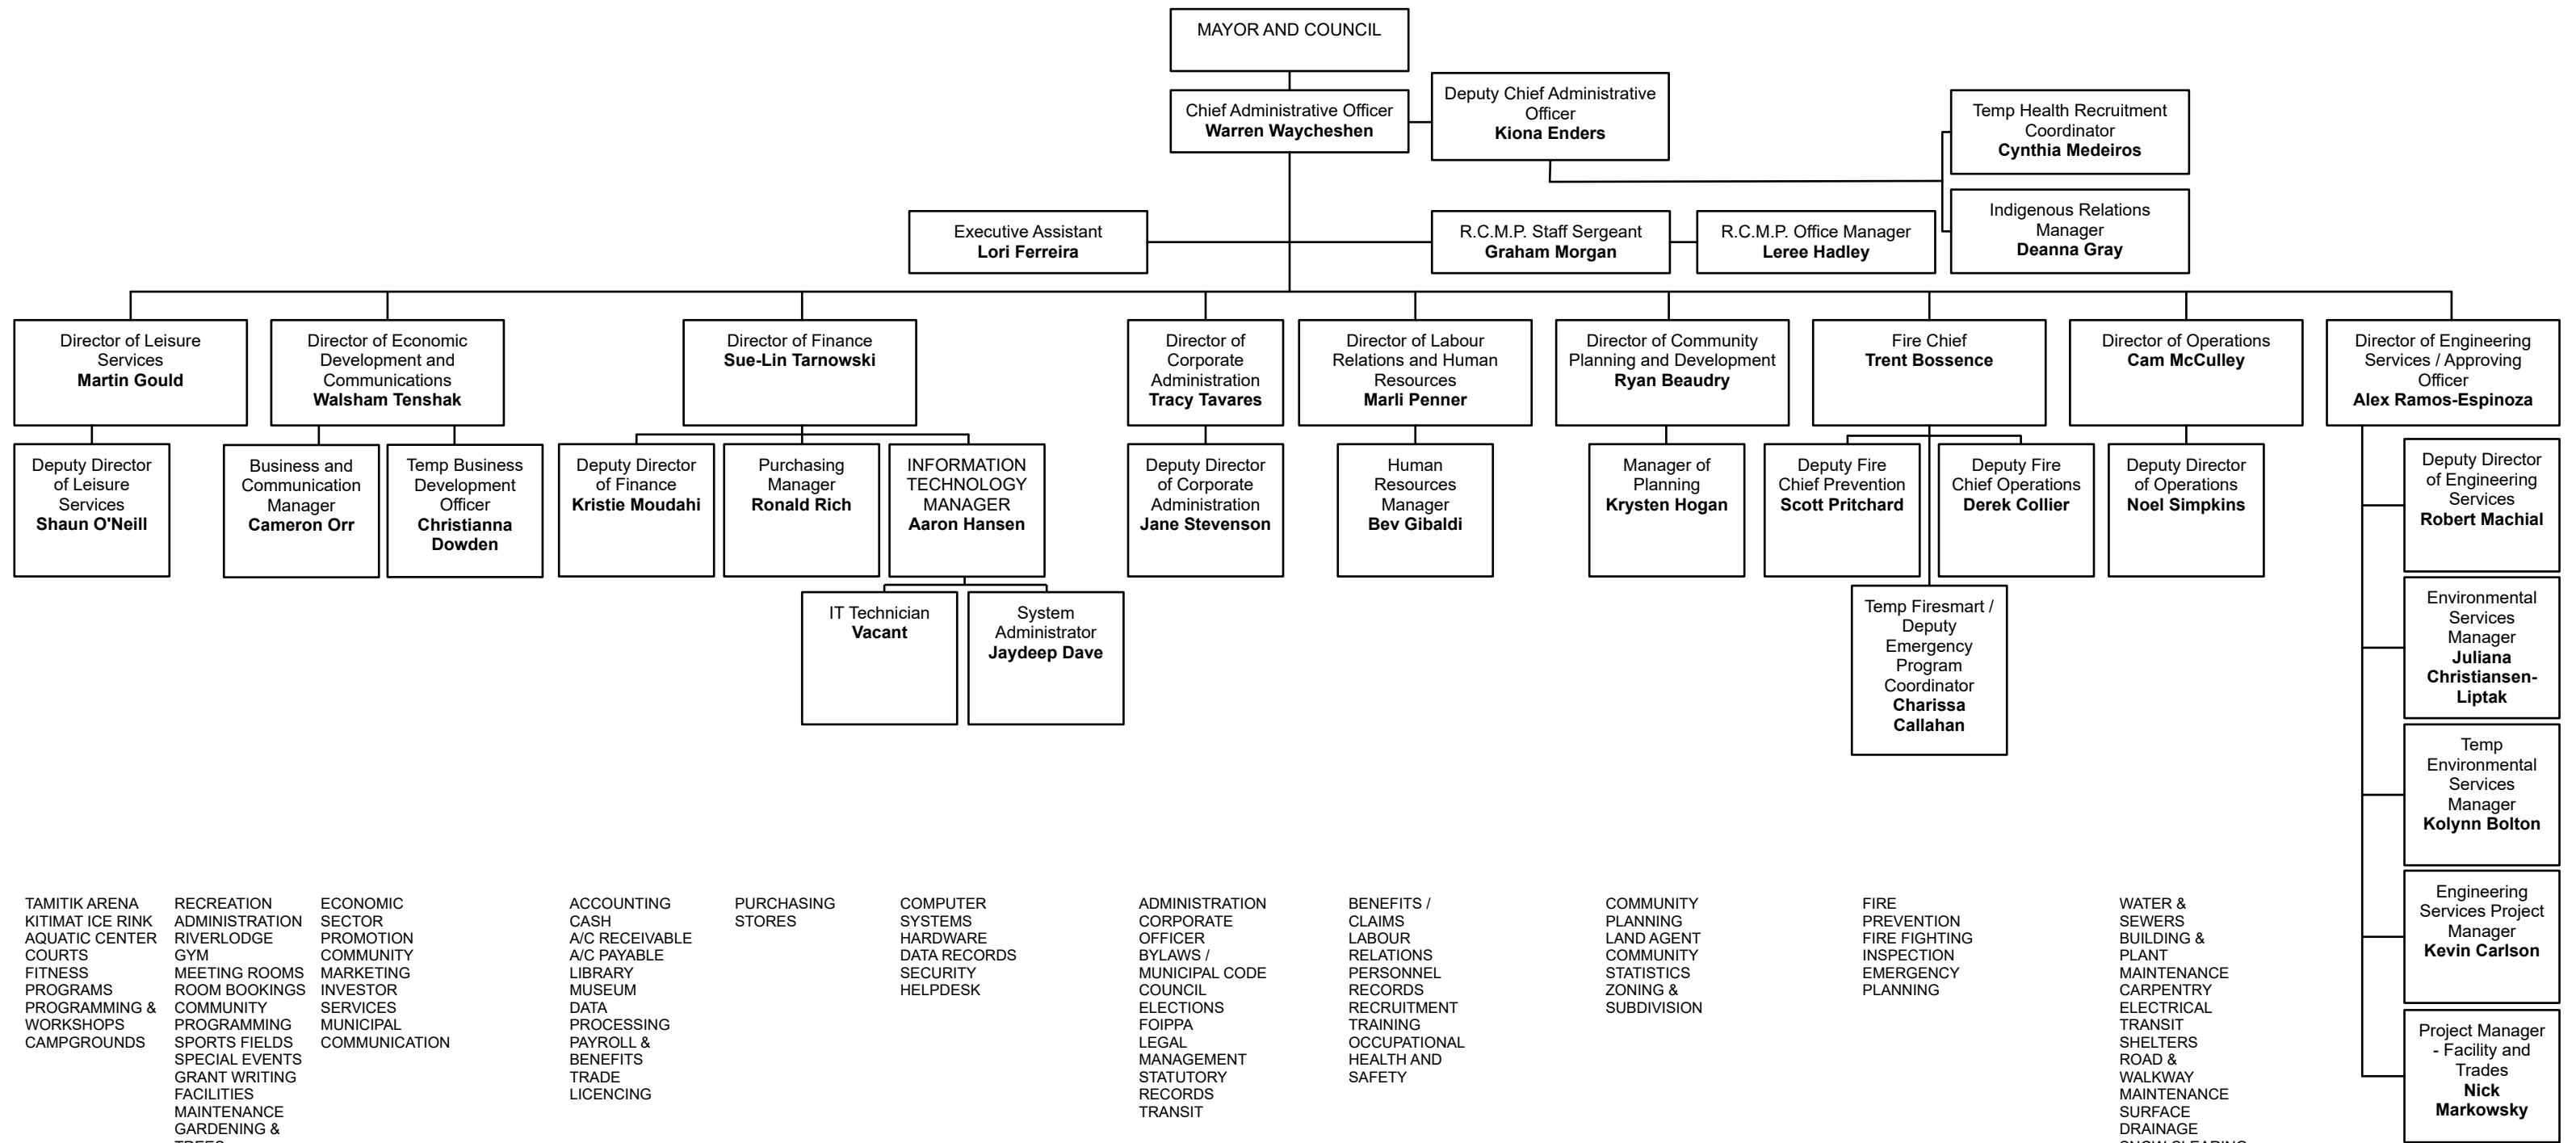 MAYOR AND COUNCIL
Chief Administrative Officer
Warren Waycheshen
Deputy Chief Administrative
Officer
Kiona Enders
Temp Health Recruitment
Coordinator
Cynthia Medeiros
Indigenous Relations
Manager
Deanna Gray
Executive Assistant
Lori Ferreira
R.C.M.P. Staff Sergeant
Graham Morgan
R.C.M.P. Office Manager
Leree Hadley
Director of Leisure
Services
Martin Gould
Director of Economic
Development and
Communications
Walsham Tenshak
Director of Finance
Sue-Lin Tarnowski
Director of
Corporate
Administration
Tracy Tavares
Director of Labour
Relations and Human
Resources
Marli Penner
Director of Community
Planning and Development
Ryan Beaudry
Fire Chief
Trent Bossence
Director of Operations
Cam McCulley
Director of Engineering
Services / Approving
Officer
Alex Ramos-Espinoza
Deputy Director
of Leisure
Services
Shaun O'Neill
Business and
Communication
Manager
Cameron Orr
Temp Business
Development
Officer
Christianna
Dowden
Deputy Director
of Finance
Kristie Moudahi
Purchasing
Manager
Ronald Rich
INFORMATION
TECHNOLOGY
MANAGER
Aaron Hansen
Deputy Director
of Corporate
Administration
Jane Stevenson
Human
Resources
Manager
Bev Gibaldi
Manager of
Planning
Krysten Hogan
Deputy Fire
Chief Prevention
Scott Pritchard
Deputy Fire
Chief Operations
Derek Collier
Deputy Director
of Operations
Noel Simpkins
Deputy Director
of Engineering
Services
Robert Machial
IT Technician
Vacant
System
Administrator
Jaydeep Dave
Temp Firesmart /
Deputy
Emergency
Program
Coordinator
Charissa
Callahan
Environmental
Services
Manager
Juliana
Christiansen-
Liptak
Temp
Environmental
Services
Manager
Kolynn Bolton
Engineering
Services Project
Manager
Kevin Carlson
Project Manager
- Facility and
Trades
Nick
Markowsky
TAMITIK ARENA
KITIMAT ICE RINK
AQUATIC CENTER
COURTS
FITNESS
PROGRAMS
PROGRAMMING &
WORKSHOPS
CAMPGROUNDS
RECREATION
ADMINISTRATION
RIVERLODGE
GYM
MEETING ROOMS
ROOM BOOKINGS
COMMUNITY
PROGRAMMING
SPORTS FIELDS
SPECIAL EVENTS
GRANT WRITING
FACILITIES
MAINTENANCE
GARDENING &
ECONOMIC
SECTOR
PROMOTION
COMMUNITY
MARKETING
INVESTOR
SERVICES
MUNICIPAL
COMMUNICATION
ACCOUNTING
CASH
A/C RECEIVABLE
A/C PAYABLE
LIBRARY
MUSEUM
DATA
PROCESSING
PAYROLL &
BENEFITS
TRADE
LICENCING
PURCHASING
STORES
COMPUTER
SYSTEMS
HARDWARE
DATA RECORDS
SECURITY
HELPDESK
ADMINISTRATION
CORPORATE
OFFICER
BYLAWS /
MUNICIPAL CODE
COUNCIL
ELECTIONS
FOIPPA
LEGAL
MANAGEMENT
STATUTORY
RECORDS
TRANSIT
BENEFITS /
CLAIMS
LABOUR
RELATIONS
PERSONNEL
RECORDS
RECRUITMENT
TRAINING
OCCUPATIONAL
HEALTH AND
SAFETY
COMMUNITY
PLANNING
LAND AGENT
COMMUNITY
STATISTICS
ZONING &
SUBDIVISION
FIRE
PREVENTION
FIRE FIGHTING
INSPECTION
EMERGENCY
PLANNING
WATER &
SEWERS
BUILDING &
PLANT
MAINTENANCE
CARPENTRY
ELECTRICAL
TRANSIT
SHELTERS
ROAD &
WALKWAY
MAINTENANCE
SURFACE
DRAINAGE